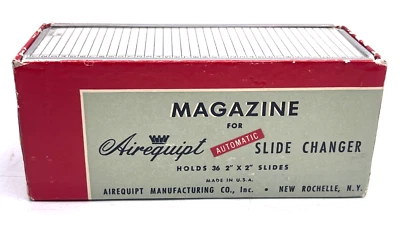 MAGAZINE
FOR
Airequipt AUTOMATIC SLIDE CHANGER
HOLDS 36 2" X 2" SLIDES
MADE IN U.S.A.
AIREQUIPT MANUFACTURING CO., Inc. • NEW ROCHELLE, N.Y.